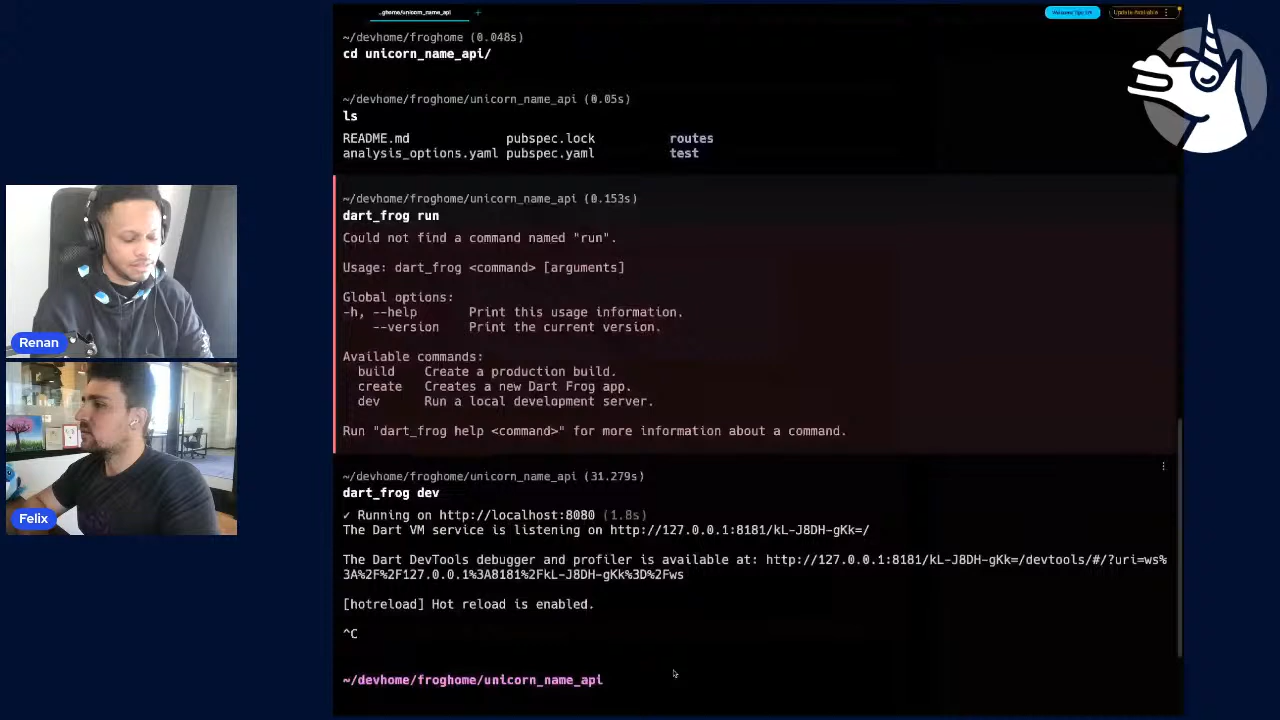 ..gHome/unicorn_name_api
+
Update Available
~/devhome/froghome (0.048s)
cd unicorn_name_api/
~/devhome/froghome/unicorn_name_api (0.05s)
ls
README.md pubspec.lock routes
analysis_options.yaml pubspec.yaml test
~/devhome/froghome/unicorn_name_api (0.153s)
dart_frog run
Could not find a command named "run".
Usage: dart_frog <command> [arguments]
Global options:
-h, --help Print this usage information.
--version Print the current version.
Available commands:
build Create a production build.
create Creates a new Dart Frog app.
dev Run a local development server.
Run "dart_frog help <command>" for more information about a command.
~/devhome/froghome/unicorn_name_api (31.279s)
dart_frog dev
✓ Running on http://localhost:8080 (1.8s)
The Dart VM service is listening on http://127.0.0.1:8181/kL-J8DH-gKk=/
The Dart DevTools debugger and profiler is available at: http://127.0.0.1:8181/kL-J8DH-gKk=/devtools/#/?uri=ws%
3A%2F%2F127.0.0.1%3A8181%2FkL-J8DH-gKk%3D%2Fws
[hotreload] Hot reload is enabled.
^C
~/devhome/froghome/unicorn_name_api
Renan
Felix